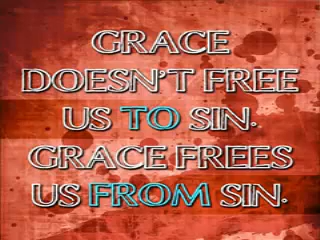 GRACE
DOESN'T FREE
US TO SIN.
GRACE FREES
US FROM SIN.